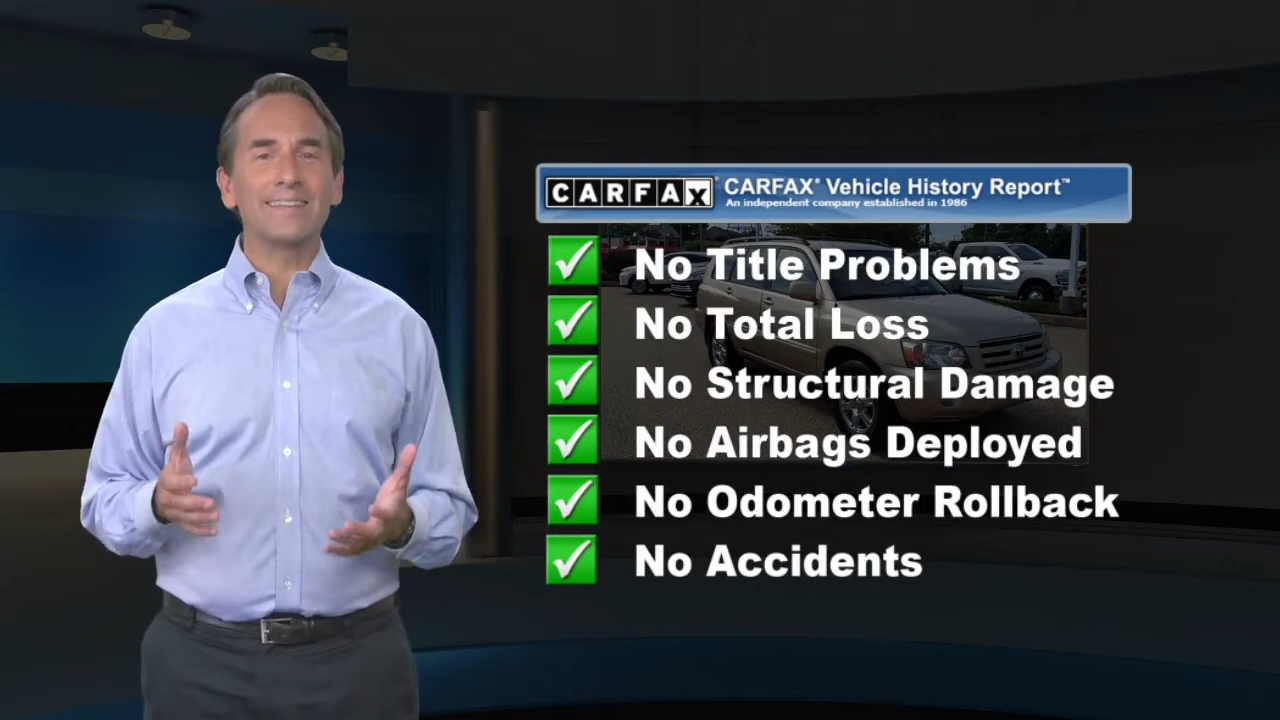 CARFAX® CARFAX® Vehicle History Report™
An independent company established in 1986
No Title Problems
No Total Loss
No Structural Damage
No Airbags Deployed
No Odometer Rollback
No Accidents